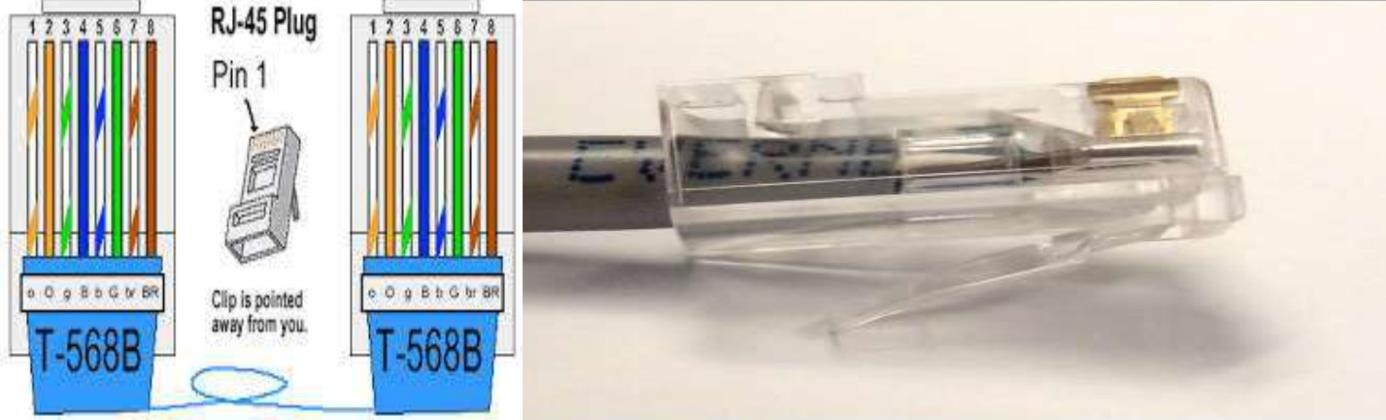 RJ-45 Plug
Pin 1
1 2 3 4 5 6 7 8
1 2 3 4 5 6 7 8
Clip is pointed
away from you.
o O g B b G br BR
o O g B b G br BR
T-568B
T-568B